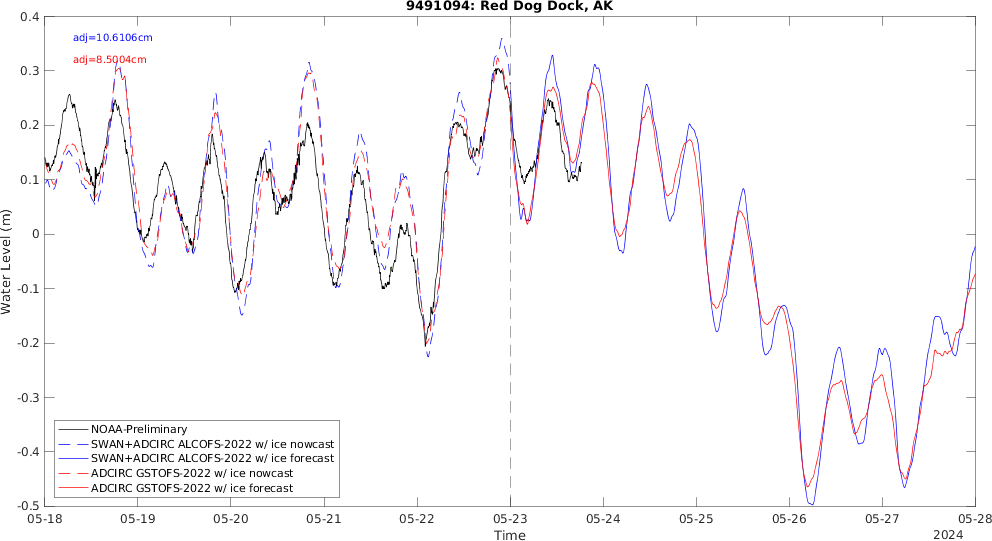 9491094: Red Dog Dock, AK
adj=10.6106cm
adj=8.5004cm
0.4
0.3
0.2
0.1
0
-0.1
-0.2
-0.3
-0.4
-0.5
Water Level (m)
NOAA-Preliminary
SWAN+ADCIRC ALCOFS-2022 w/ ice nowcast
SWAN+ADCIRC ALCOFS-2022 w/ ice forecast
ADCIRC GSTOFS-2022 w/ ice nowcast
ADCIRC GSTOFS-2022 w/ ice forecast
05-18 05-19 05-20 05-21 05-22 05-23 05-24 05-25 05-26 05-27 05-28
Time
2024